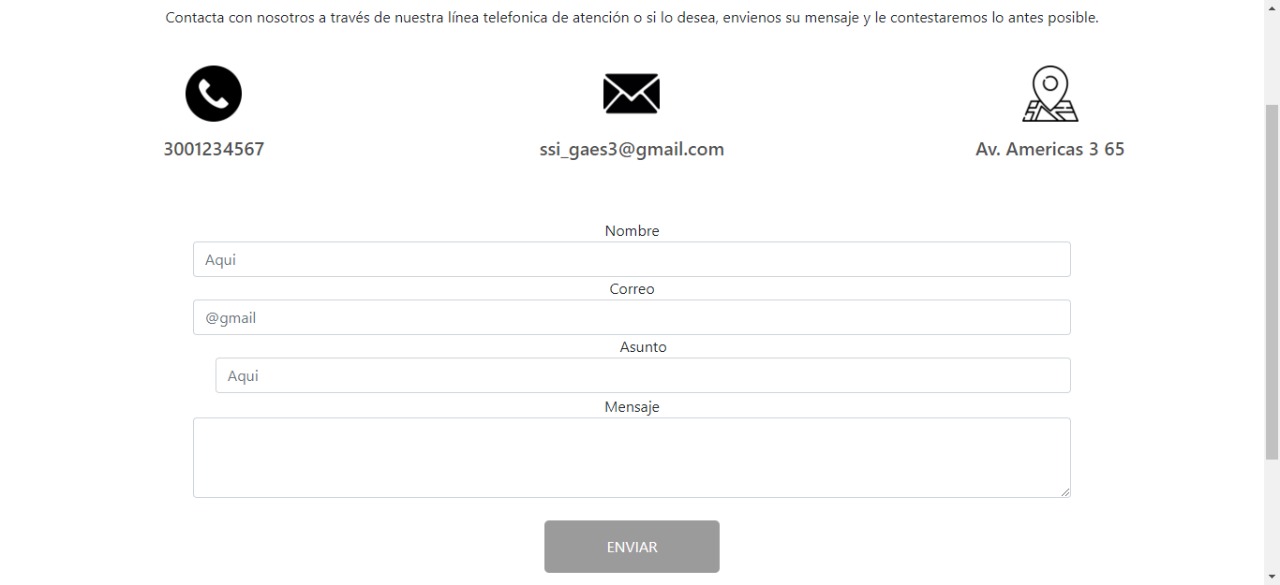 Contacta con nosotros a través de nuestra línea telefonica de atención o si lo desea, envienos su mensaje y le contestaremos lo antes posible.
3001234567
ssi_gaes3@gmail.com
Av. Americas 3 65
Nombre
Aqui
Correo
@gmail
Asunto
Aqui
Mensaje
ENVIAR